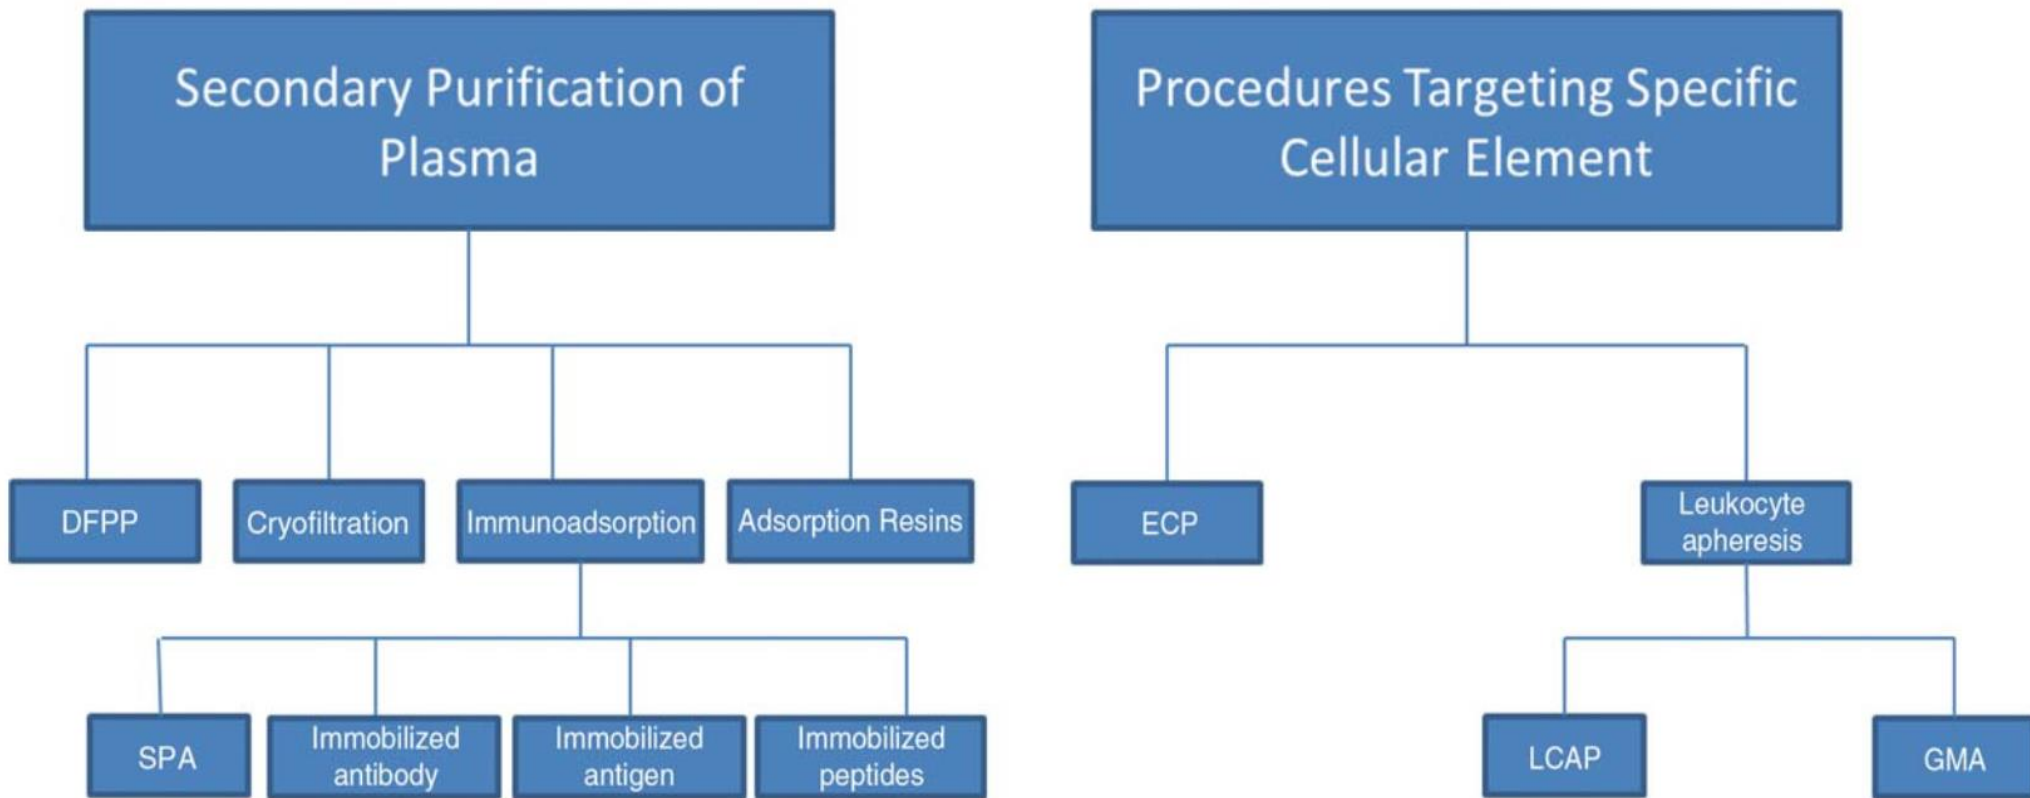 Secondary Purification of
Plasma
Procedures Targeting Specific
Cellular Element
DFPP
Cryofiltration
Immunoadsorption
Adsorption Resins
ECP
Leukocyte
apheresis
SPA
Immobilized
antibody
Immobilized
antigen
Immobilized
peptides
LCAP
GMA